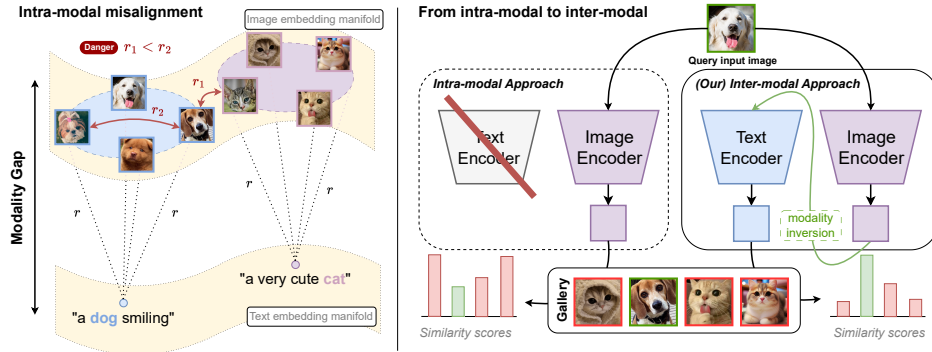 Intra-modal misalignment
Image embedding manifold
Danger r₁ < r₂
r₁
r₂
Modality Gap
r
r
r
r
"a very cute cat"
"a dog smiling"
Text embedding manifold
From intra-modal to inter-modal
Query input image
Intra-modal Approach
(Our) Inter-modal Approach
Text
Encoder
Image
Encoder
Text
Encoder
Image
Encoder
modality
inversion
Gallery
Similarity scores
Similarity scores